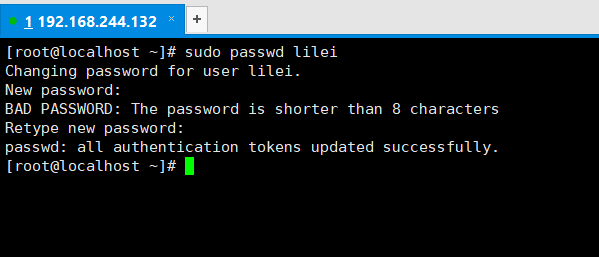 1 192.168.244.132 × +
[root@localhost ~]# sudo passwd lilei
Changing password for user lilei.
New password:
BAD PASSWORD: The password is shorter than 8 characters
Retype new password:
passwd: all authentication tokens updated successfully.
[root@localhost ~]#